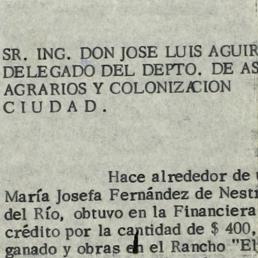 SR. ING. DON JOSE LUIS AGUIR
DELEGADO DEL DEPTO. DE AS
AGRARIOS Y COLONIZACION
C I U D A D .
Hace alrededor de u
María Josefa Fernández de Nestr
del Río, obtuvo en la Financiera
crédito por la cantidad de $ 400,
ganado y obras en el Rancho "El